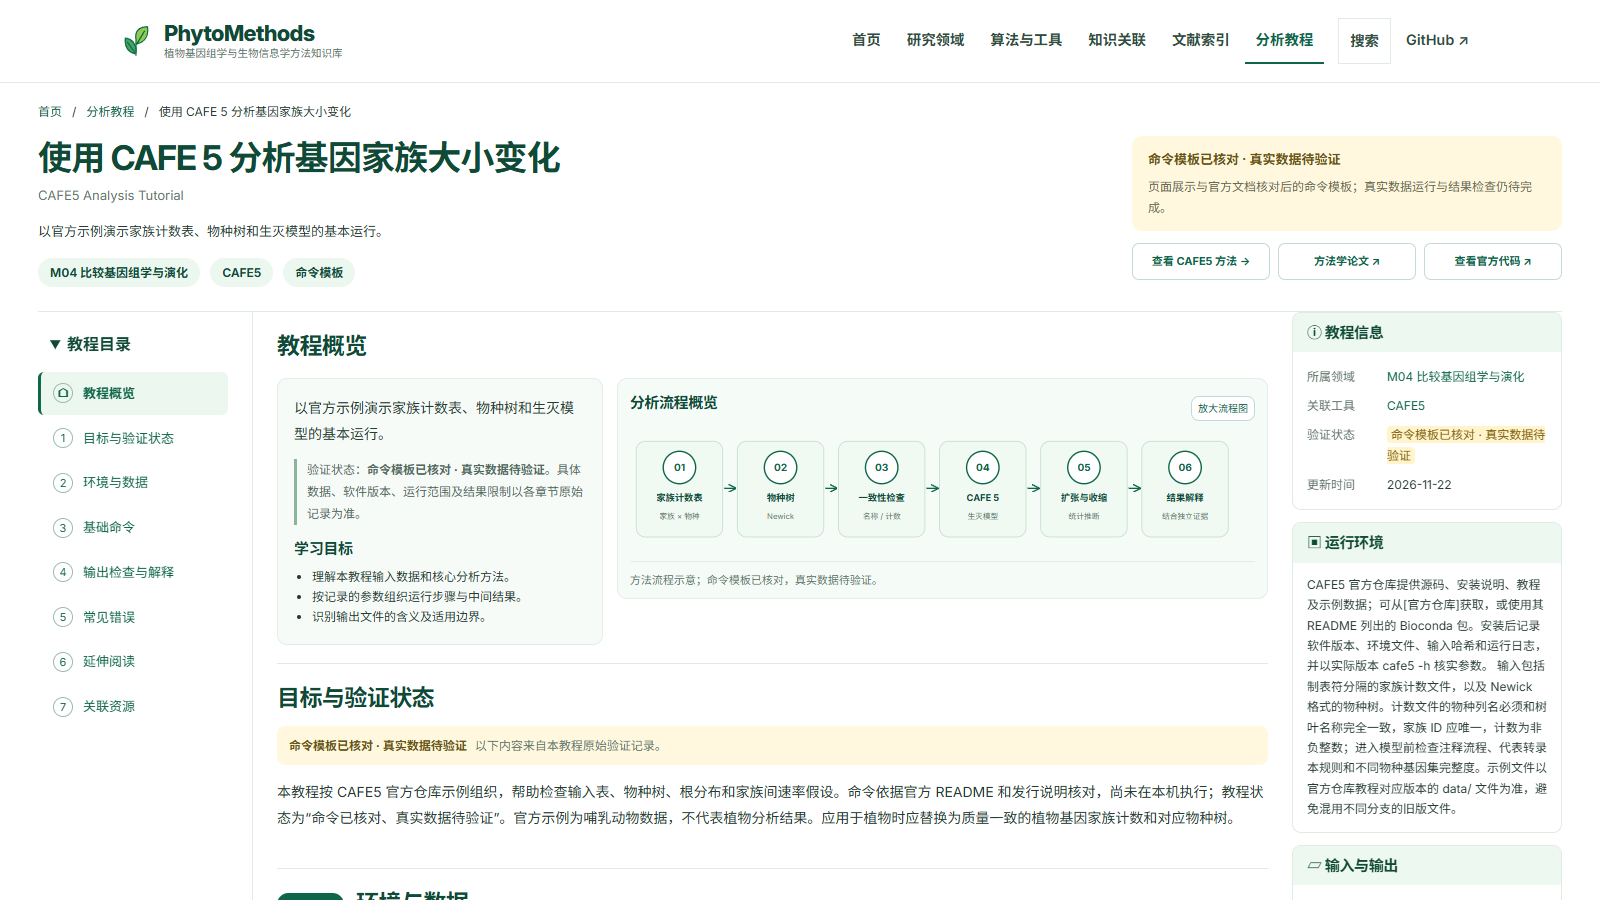 PhytoMethods
植物基因组学与生物信息学方法知识库
首页 研究领域 算法与工具 知识关联 文献索引 分析教程 搜索 GitHub ↗
首页 / 分析教程 / 使用 CAFE 5 分析基因家族大小变化
使用 CAFE 5 分析基因家族大小变化
CAFE5 Analysis Tutorial
以官方示例演示家族计数表、物种树和生灭模型的基本运行。
M04 比较基因组学与演化 CAFE5 命令模板
命令模板已核对 · 真实数据待验证
页面展示与官方文档核对后的命令模板；真实数据运行与结果检查仍待完
成。
查看 CAFE5 方法 → 方法学论文 ↗ 查看官方代码 ↗
▼ 教程目录
教程概览
1 目标与验证状态
2 环境与数据
3 基础命令
4 输出检查与解释
5 常见错误
6 延伸阅读
7 关联资源
教程概览
以官方示例演示家族计数表、物种树和生灭模
型的基本运行。
验证状态：命令模板已核对 · 真实数据待验证。具体
数据、软件版本、运行范围及结果限制以各章节原始
记录为准。
学习目标
• 理解本教程输入数据和核心分析方法。
• 按记录的参数组织运行步骤与中间结果。
• 识别输出文件的含义及适用边界。
分析流程概览
放大流程图
01 家族计数表 家族 × 物种
02 物种树 Newick
03 一致性检查 名称 / 计数
04 CAFE 5 生灭模型
05 扩张与收缩 统计推断
06 结果解释 结合独立证据
方法流程示意；命令模板已核对，真实数据待验证。
目标与验证状态
命令模板已核对 · 真实数据待验证 以下内容来自本教程原始验证记录。
本教程按 CAFE5 官方仓库示例组织，帮助检查输入表、物种树、根分布和家族间速率假设。命令依据官方 README 和发行说明核对，尚未在本机执行；教程状
态为“命令已核对、真实数据待验证”。官方示例为哺乳动物数据，不代表植物分析结果。应用于植物时应替换为质量一致的植物基因家族计数和对应物种树。
环境与数据
教程信息
所属领域 M04 比较基因组学与演化
关联工具 CAFE5
验证状态 命令模板已核对 · 真实数据待
验证
更新时间 2026-11-22
运行环境
CAFE5 官方仓库提供源码、安装说明、教程
及示例数据；可从[官方仓库]获取，或使用其
README 列出的 Bioconda 包。安装后记录
软件版本、环境文件、输入哈希和运行日志，
并以实际版本 cafe5 -h 核实参数。 输入包括
制表符分隔的家族计数文件，以及 Newick
格式的物种树。计数文件的物种列名必须和树
叶名称完全一致，家族 ID 应唯一，计数为非
负整数；进入模型前检查注释流程、代表转录
本规则和不同物种基因集完整度。示例文件以
官方仓库教程对应版本的 data/ 文件为准，避
免混用不同分支的旧版文件。
输入与输出